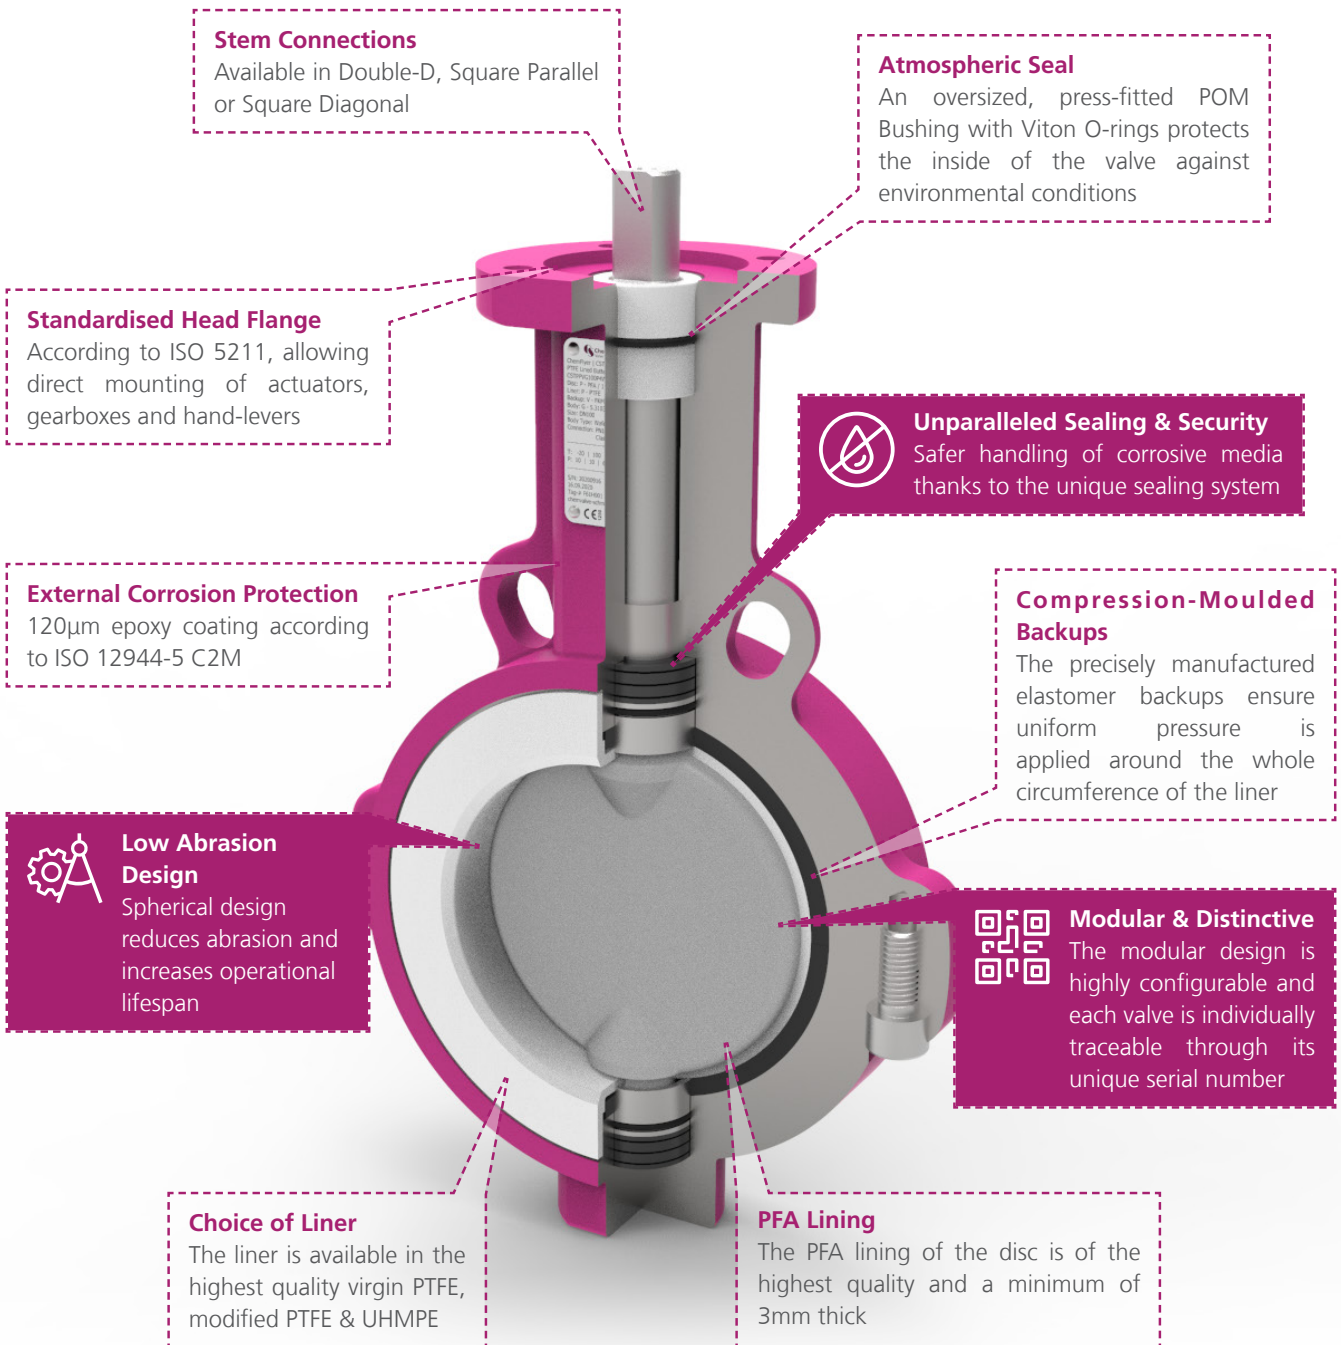 Stem Connections
Available in Double-D, Square Parallel
or Square Diagonal
Atmospheric Seal
An oversized, press-fitted POM
Bushing with Viton O-rings protects
the inside of the valve against
environmental conditions
Standardised Head Flange
According to ISO 5211, allowing
direct mounting of actuators,
gearboxes and hand-levers
Unparalleled Sealing & Security
Safer handling of corrosive media
thanks to the unique sealing system
External Corrosion Protection
120μm epoxy coating according
to ISO 12944-5 C2M
Compression-Moulded
Backups
The precisely manufactured
elastomer backups ensure
uniform pressure is
applied around the whole
circumference of the liner
Low Abrasion
Design
Spherical design
reduces abrasion and
increases operational
lifespan
Modular & Distinctive
The modular design is
highly configurable and
each valve is individually
traceable through its
unique serial number
Choice of Liner
The liner is available in the
highest quality virgin PTFE,
modified PTFE & UHMPE
PFA Lining
The PFA lining of the disc is of the
highest quality and a minimum of
3mm thick